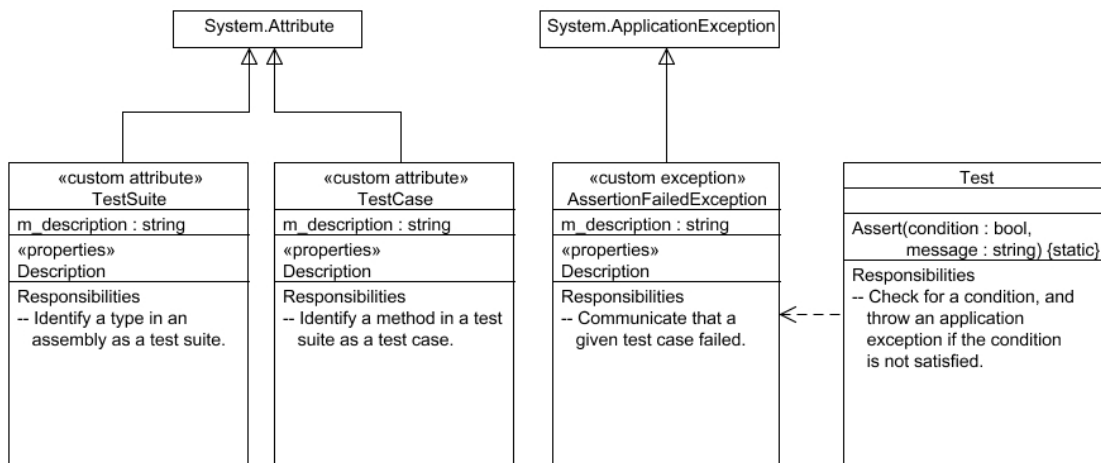 System.Attribute
System.ApplicationException
«custom attribute»
TestSuite
m_description : string
«properties»
Description
Responsibilities
-- Identify a type in an
assembly as a test suite.
«custom attribute»
TestCase
m_description : string
«properties»
Description
Responsibilities
-- Identify a method in a test
suite as a test case.
«custom exception»
AssertionFailedException
m_description : string
«properties»
Description
Responsibilities
-- Communicate that a
given test case failed.
Test
Assert(condition : bool,
message : string) {static}
Responsibilities
-- Check for a condition, and
throw an application
exception if the condition
is not satisfied.